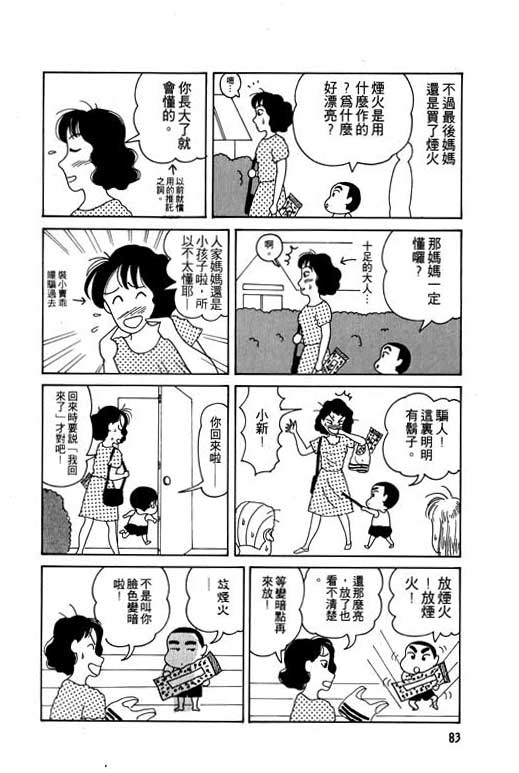 不過最後媽媽
還是買了煙火
煙火是用
什麼作的
？爲什麼
好漂亮？
嗯…
你長大了就
會懂的。
↑以前就慣
用的推託
之詞。
那媽媽一定
懂囉？
十足的大人…
啊。
人家媽媽還是
小孩子啦，所
以不太懂耶—
裝小賣乖
矇騙過去
騙人！
這裏明明
有鬍子。
小新！
你回來啦——
回來時要說「我回
來了」才對吧！
放煙火
！放煙
火！
還那麼亮
，放了也
看不清楚
。
等變暗點再
來放！
放煙火
——
不是叫你
臉色變暗
啦！
83